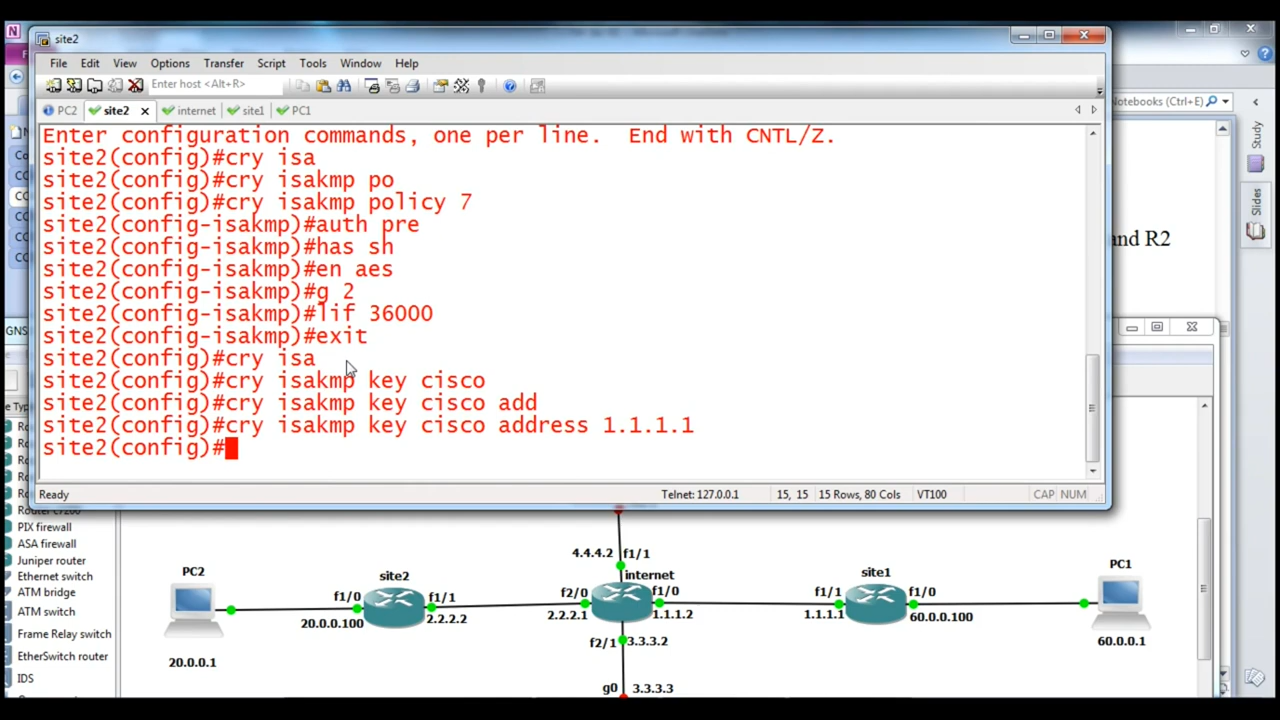 site2
File Edit View Options Transfer Script Tools Window Help
Enter host <Alt+R>
Notebooks (Ctrl+E)
PC2 site2 internet site1 PC1
Enter configuration commands, one per line. End with CNTL/Z.
site2(config)#cry isa
site2(config)#cry isakmp po
site2(config)#cry isakmp policy 7
site2(config-isakmp)#auth pre
site2(config-isakmp)#has sh
site2(config-isakmp)#en aes
site2(config-isakmp)#g 2
site2(config-isakmp)#lif 36000
site2(config-isakmp)#exit
site2(config)#cry isa
site2(config)#cry isakmp key cisco
site2(config)#cry isakmp key cisco add
site2(config)#cry isakmp key cisco address 1.1.1.1
site2(config)#
Ready Telnet: 127.0.0.1 15, 15 15 Rows, 80 Cols VT100 CAP NUM
and R2
Study
Slides
GNS
e Type
PIX firewall
ASA firewall
Juniper router
Ethernet switch
ATM bridge
ATM switch
Frame Relay switch
EtherSwitch router
IDS
4.4.4.2 f1/1
PC2 site2 internet site1 PC1
f1/0 f1/1 f2/0 f1/0 f1/1 f1/0
20.0.0.100 2.2.2.2 2.2.2.1 1.1.1.2 1.1.1.1 60.0.0.100
f2/1 3.3.3.2
20.0.0.1 60.0.0.1
g0 3.3.3.3